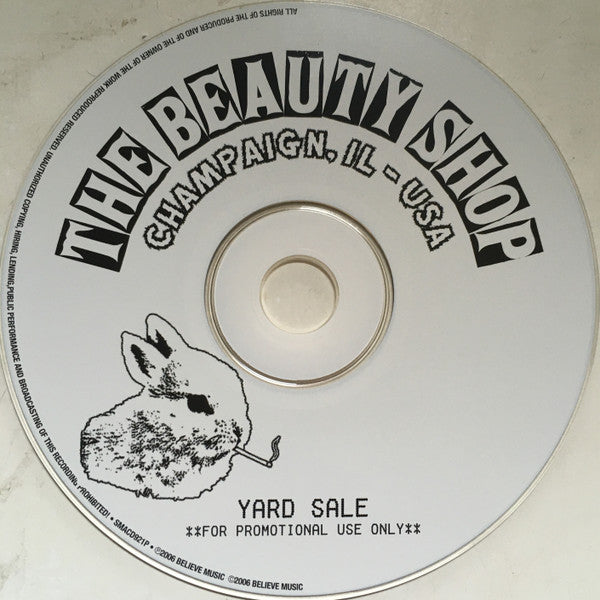 THE BEAUTY SHOP
CHAMPAIGN, IL - USA
YARD SALE
**FOR PROMOTIONAL USE ONLY**
ALL RIGHTS OF THE PRODUCER AND OF THE OWNER OF THE WORK REPRODUCED RESERVED. UNAUTHORIZED COPYING, HIRING, LENDING,PUBLIC PERFORMANCE AND BROADCASTING OF THIS RECORDING PROHIBITED! • SMACD921P • ℗2006 BELIEVE MUSIC ©2006 BELIEVE MUSIC